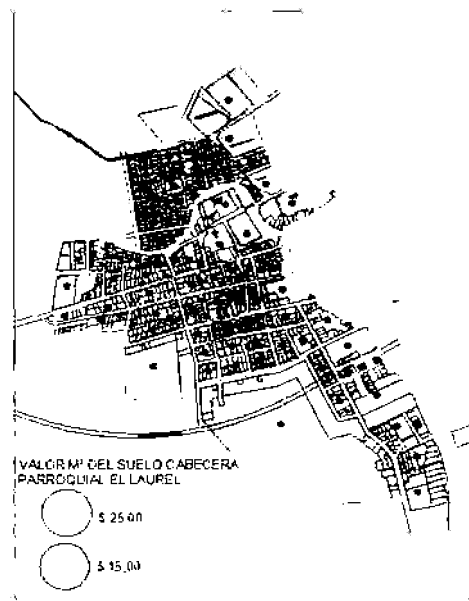 VALOR M² DEL SUELO CABECERA
PARROQUIAL EL LAUREL
$ 25.00
$ 15,00